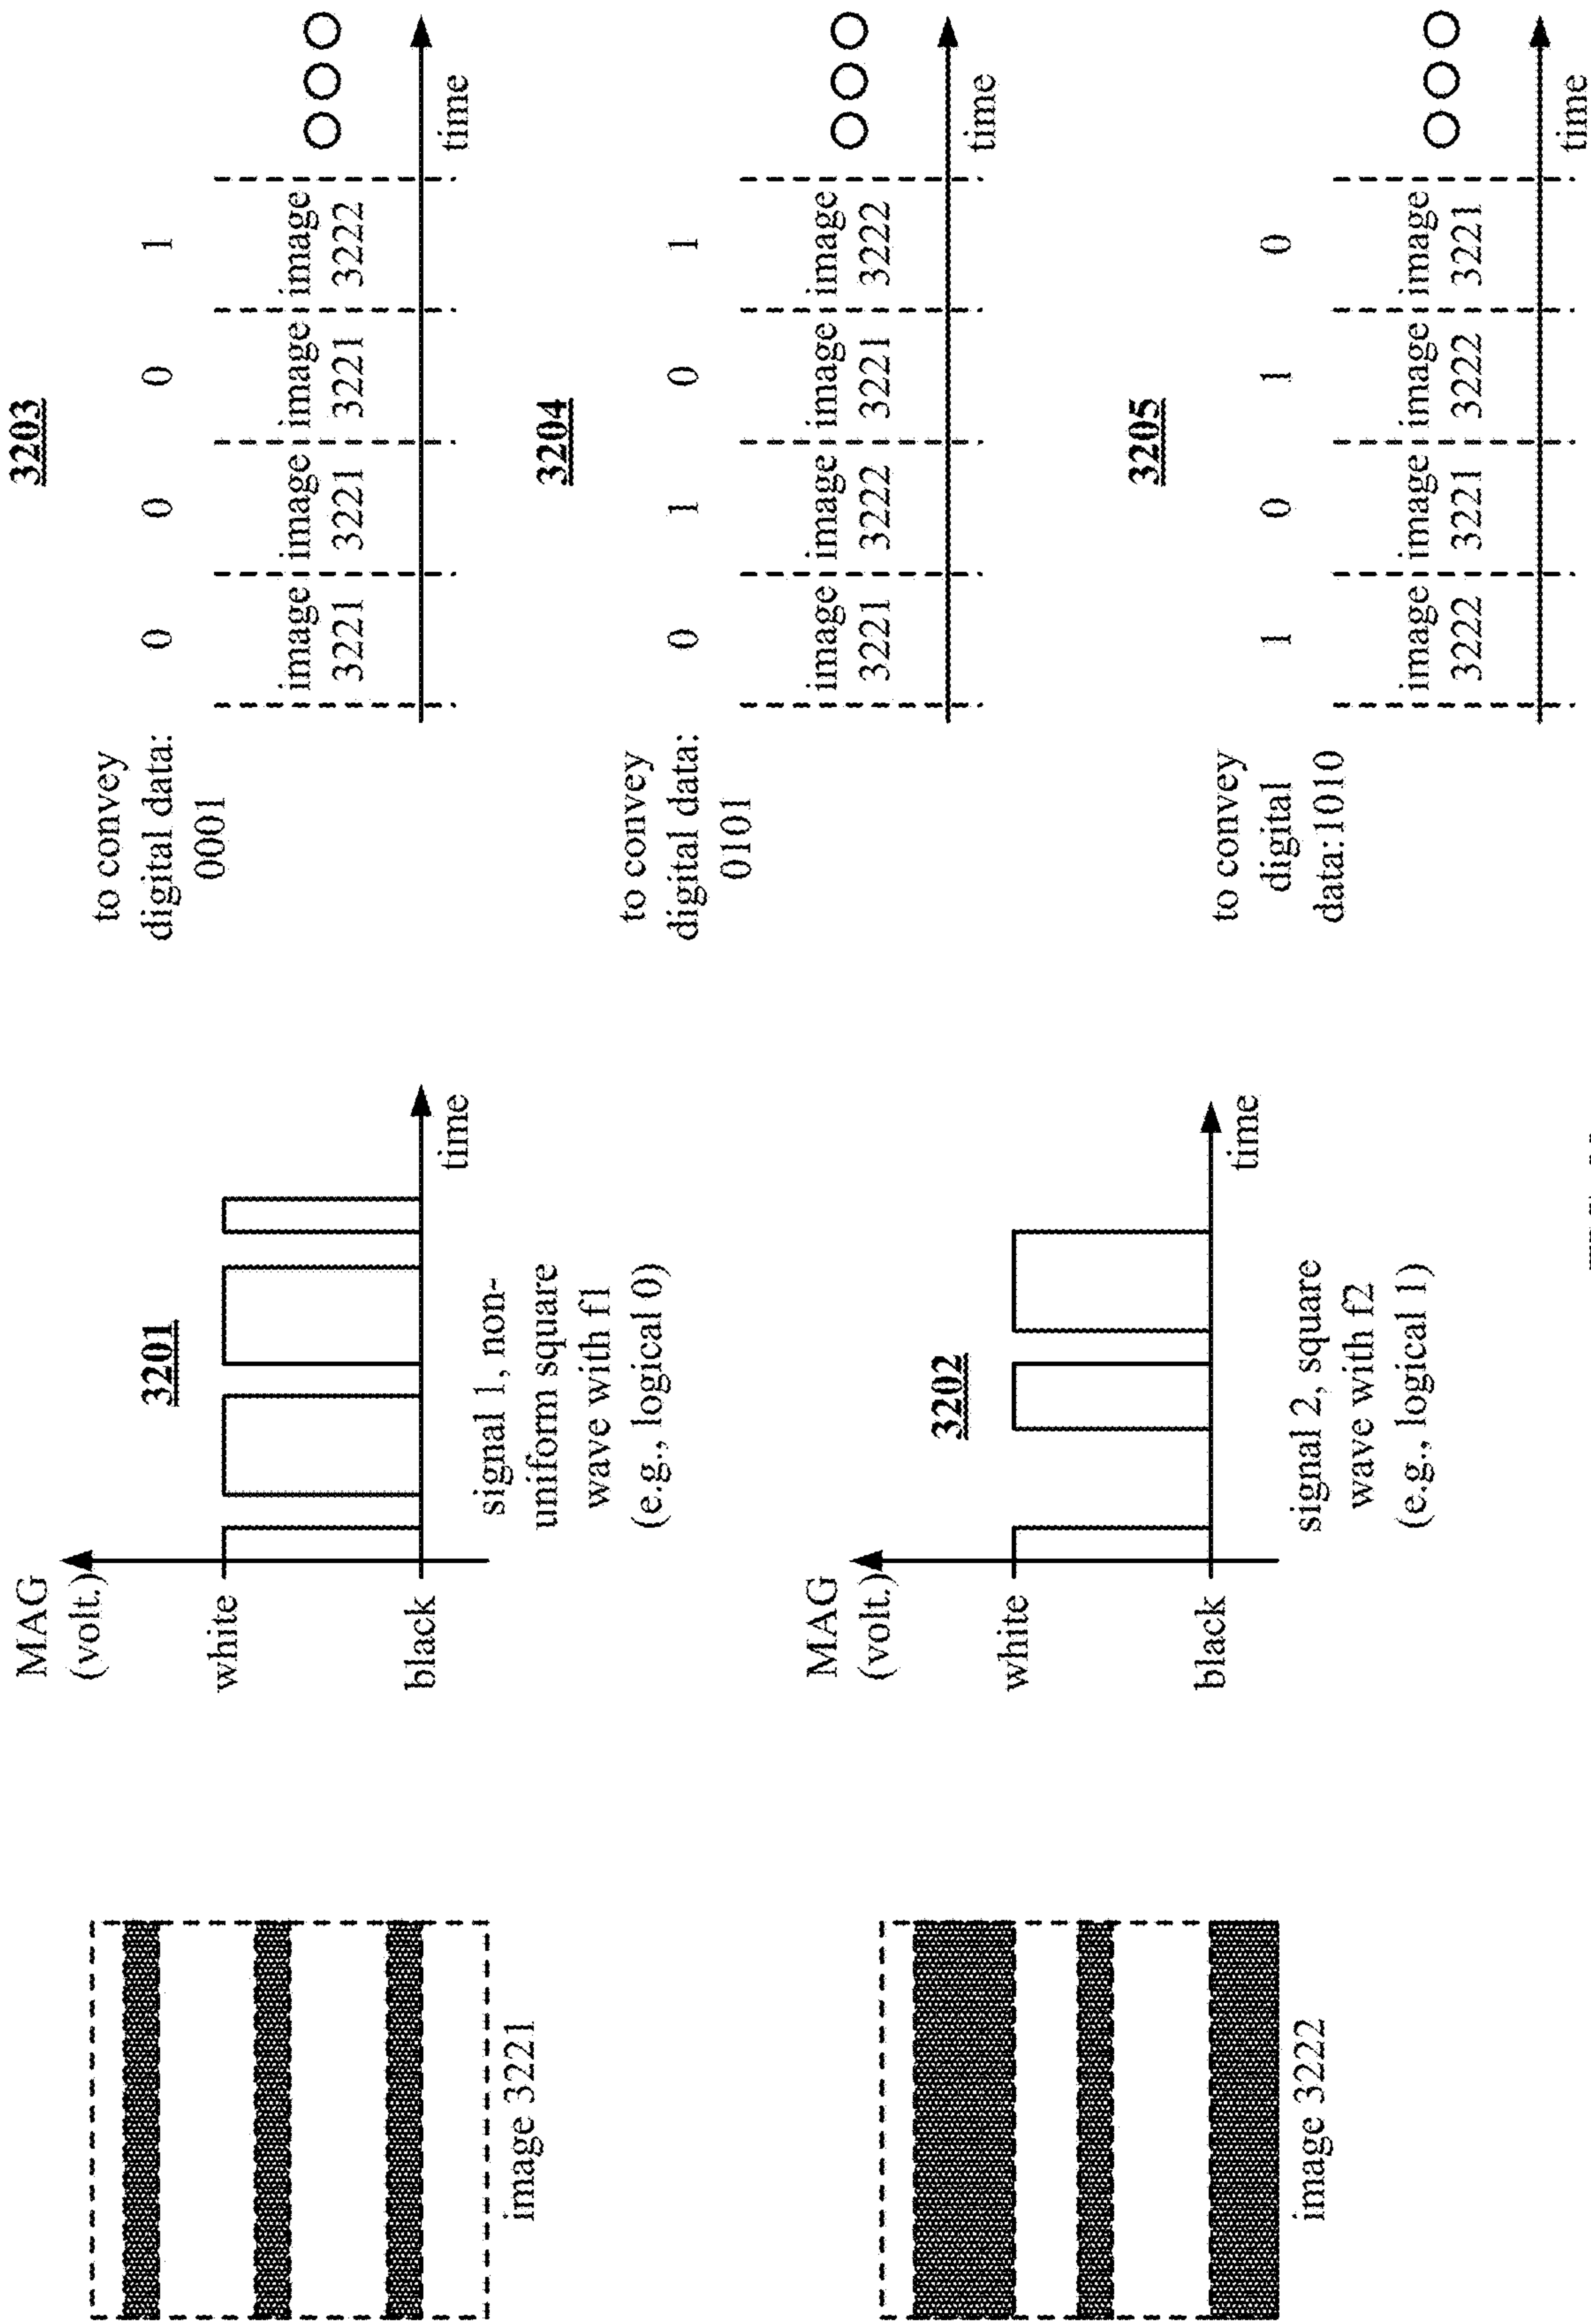 image 3221
MAG
(volt.)
white
black
3201
time
signal 1, non-
uniform square
wave with f1
(e.g., logical 0)
to convey
digital data:
0001
3203
0 0 0 1
image image image image
3221 3221 3221 3222
time
to convey
digital data:
0101
3204
0 1 0 1
image image image image
3221 3222 3221 3222
time
image 3222
MAG
(volt.)
white
black
3202
time
signal 2, square
wave with f2
(e.g., logical 1)
to convey
digital
data:1010
3205
1 0 1 0
image image image image
3222 3221 3222 3221
time